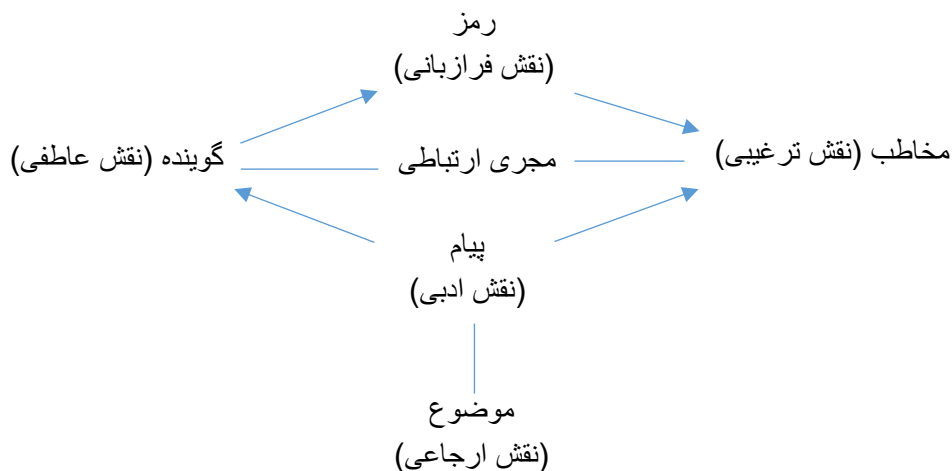 رمز
(نقش فرازبانی)
مخاطب (نقش ترغیبی)
مجری ارتباطی
گوینده (نقش عاطفی)
پیام
(نقش ادبی)
موضوع
(نقش ارجاعی)